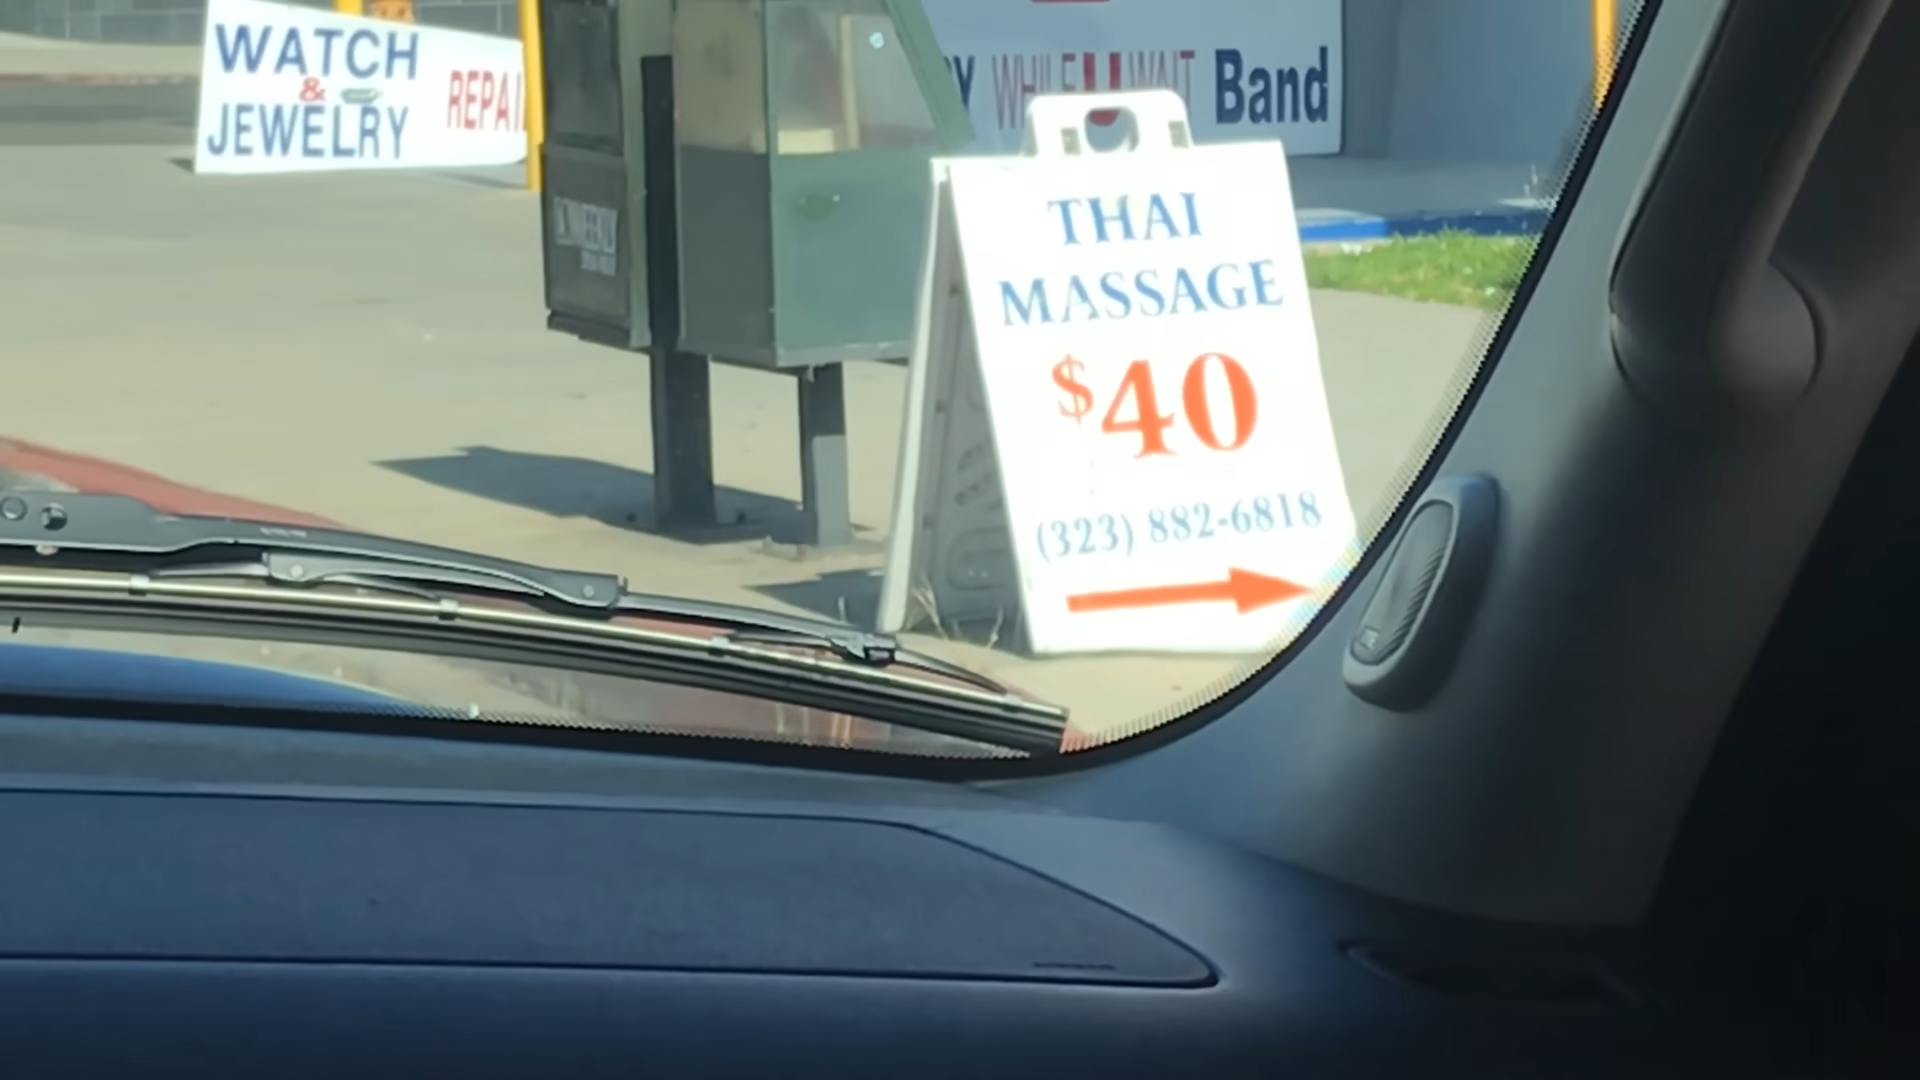 WATCH
&
JEWELRY
REPAI
WHILE U WAIT
Band
THAI
MASSAGE
$40
(323) 882-6818